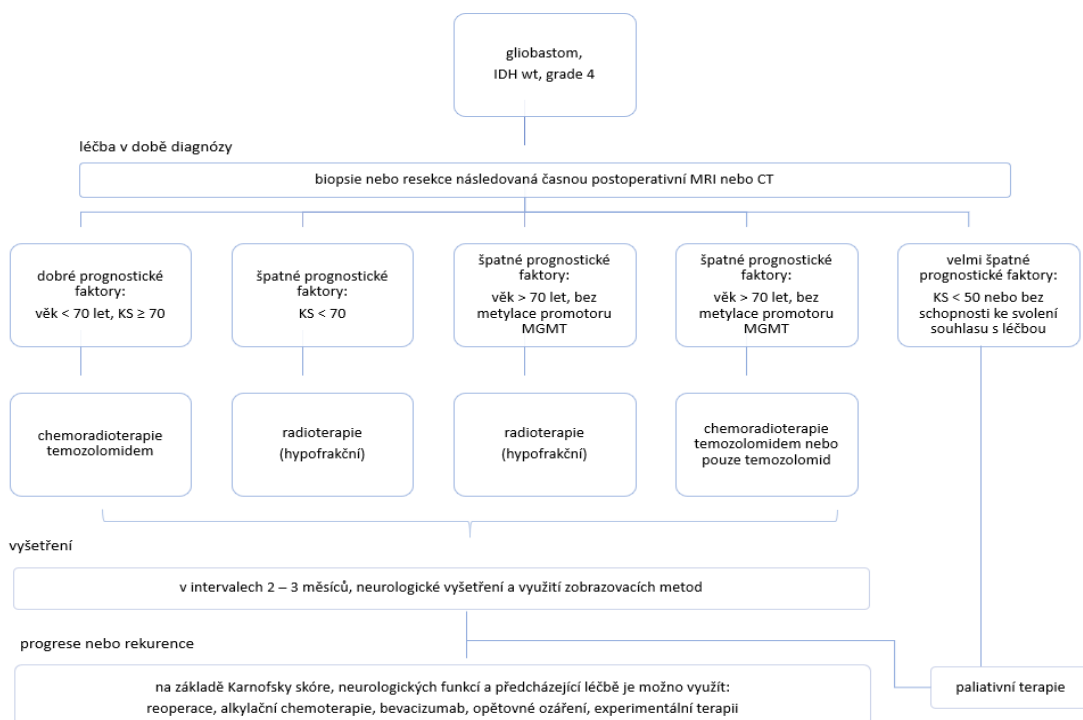 gliobastom,
IDH wt, grade 4
léčba v době diagnózy
biopsie nebo resekce následovaná časnou postoperativní MRI nebo CT
dobré prognostické
faktory:
věk < 70 let, KS ≥ 70
špatné prognostické
faktory:
KS < 70
špatné prognostické
faktory:
věk > 70 let, bez
metylace promotoru
MGMT
špatné prognostické
faktory:
věk > 70 let, bez
metylace promotoru
MGMT
velmi špatné
prognostické faktory:
KS < 50 nebo bez
schopnosti ke svolení
souhlasu s léčbou
chemoradioterapie
temozolomidem
radioterapie
(hypofrakční)
radioterapie
(hypofrakční)
chemoradioterapie
temozolomidem nebo
pouze temozolomid
vyšetření
v intervalech 2 – 3 měsíců, neurologické vyšetření a využití zobrazovacích metod
progrese nebo rekurence
na základě Karnofsky skóre, neurologických funkcí a předcházející léčbě je možno využít:
reoperace, alkylační chemoterapie, bevacizumab, opětovné ozáření, experimentální terapii
paliativní terapie